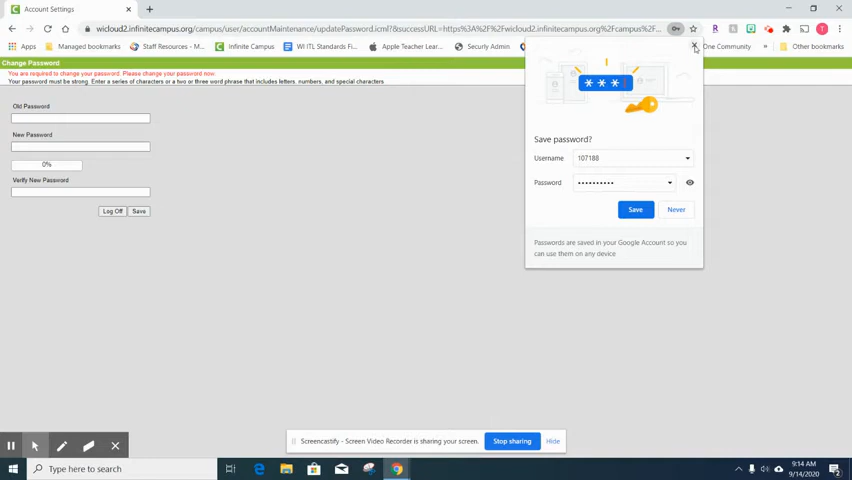 Account Settings
wicloud2.infinitecampus.org/campus/user/accountMaintenance/updatePassword.icml?&successURL=https%3A%2F%2Fwicloud2.infinitecampus.org%2Fcampus%2F...
Apps Managed bookmarks Staff Resources - M... Infinite Campus WI ITL Standards Fi... Apple Teacher Lear... Security Admin One Community » Other bookmarks
Change Password
You are required to change your password. Please change your password now.
Your password must be strong. Enter a series of characters or a two or three word phrase that includes letters, numbers, and special characters
Old Password
New Password
0%
Verify New Password
Log Off Save
* * *
Save password?
Username 107188
Password ••••••••••
Save Never
Passwords are saved in your Google Account so you
can use them on any device
Screencastify - Screen Video Recorder is sharing your screen. Stop sharing Hide
Type here to search
9:14 AM
9/14/2020
2